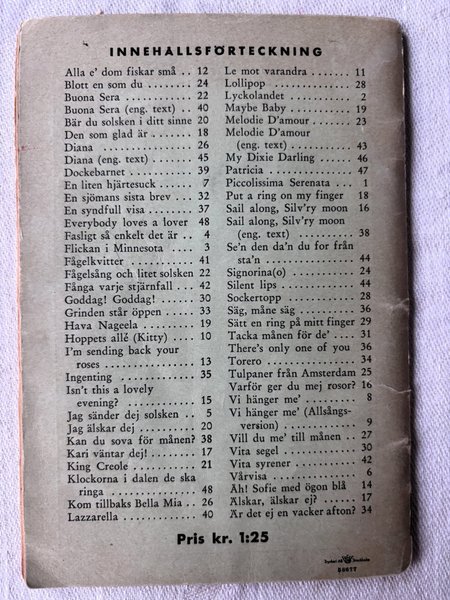 INNEHALLSFÖRTECKNING
Alla e' dom fiskar små .. 12
Blott en som du ........ 24
Buona Sera ............ 22
Buona Sera (eng. text) .. 40
Bär du solsken i ditt sinne 20
Den som glad är ........ 18
Diana 26
Diana (eng. text) ........ 45
Dockebarnet ............ 39
En liten hjärtesuck ...... 7
En sjömans sista brev .... 32
En syndfull visa ........ 37
Everybody loves a lover 48
Fasligt så enkelt det är .. 4
Flickan i Minnesota .... 3
Fågelkvitter ............ 41
Fågelsång och litet solsken 22
Fånga varje stjärnfall .... 42
Goddag! Goddag! ...... 30
Grinden står öppen .... 33
Hava Nageela .......... 19
Hoppets allé (Kitty) .... 10
I'm sending back your
roses ................ 13
Ingenting .............. 35
Isn't this a lovely
evening? ............ 15
Jag sänder dej solsken .. 5
Jag älskar dej .......... 20
Kan du sova för månen? 38
Kari väntar dej! ........ 17
King Creole ............ 21
Klockorna i dalen de ska
ringa ................ 48
Kom tillbaks Bella Mia .. 26
Lazzarella .............. 40
Le mot varandra ........ 11
Lollipop ................ 28
Lyckolandet ............ 2
Maybe Baby ............ 19
Melodie D'amour ...... 23
Melodie D'amour
(eng. text) .......... 43
My Dixie Darling ...... 46
Patricia ................ 47
Piccolissima Serenata .... 1
Put a ring on my finger 18
Sail along, Silv'ry moon 16
Sail along, Silv'ry moon
(eng. text) .......... 38
Se'n den da'n du for från
sta'n ................ 44
Signorina(o) ............ 24
Silent lips .............. 44
Sockertopp ............ 28
Säg, måne säg .......... 36
Sätt en ring på mitt finger 29
Tacka månen för de' .... 31
There's only one of you 36
Torero ................ 34
Tulpaner från Amsterdam 25
Varför ger du mej rosor? 16
Vi hänger me' .......... 8
Vi hänger me' (Allsångs-
version) ............ 9
Vill du me' till månen .. 27
Vita segel .............. 30
Vita syrener ............ 42
Vårvisa ................ 6
Äh! Sofie med ögon blå 14
Älskar, älskar ej? ...... 17
Är det ej en vacker afton? 34
Pris kr. 1:25
Stockholm
58677